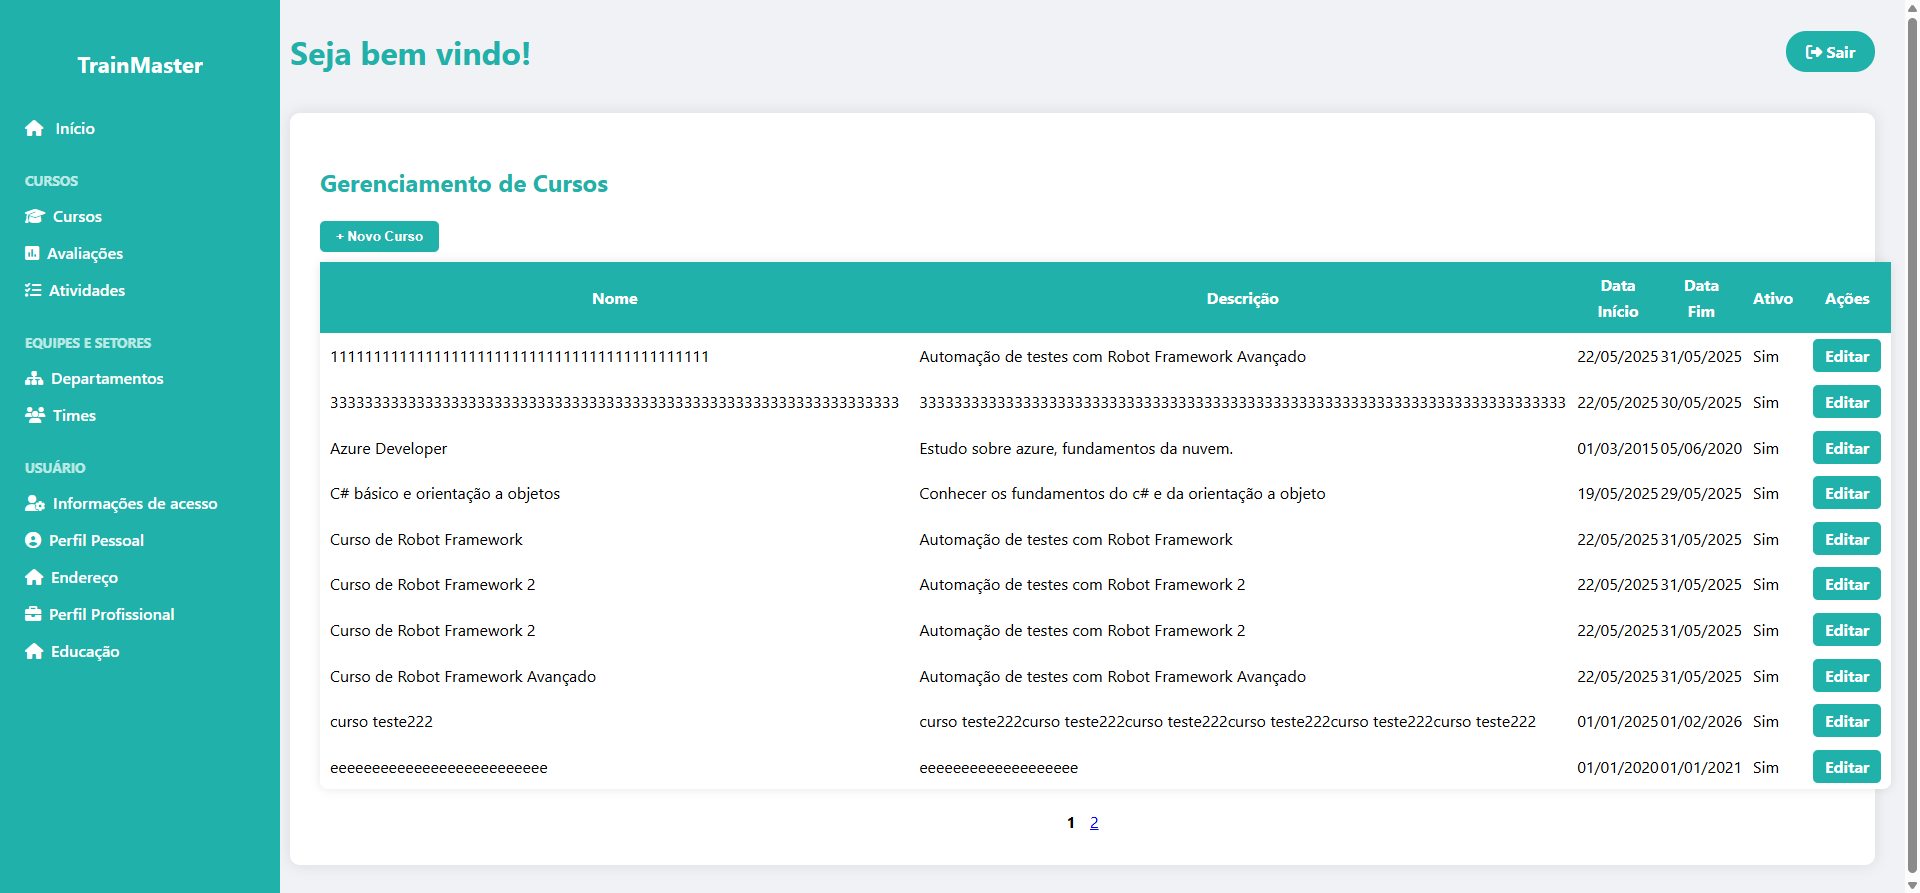 TrainMaster
Início
CURSOS
Cursos
Avaliações
Atividades
EQUIPES E SETORES
Departamentos
Times
USUÁRIO
Informações de acesso
Perfil Pessoal
Endereço
Perfil Profissional
Educação
Seja bem vindo!
Sair
Gerenciamento de Cursos
+ Novo Curso
Nome Descrição Data Início Data Fim Ativo Ações
Automação de testes com Robot Framework Avançado 22/05/2025 31/05/2025 Sim Editar
22/05/2025 30/05/2025 Sim Editar
Azure Developer Estudo sobre azure, fundamentos da nuvem. 01/03/2015 05/06/2020 Sim Editar
C# básico e orientação a objetos Conhecer os fundamentos do c# e da orientação a objeto 19/05/2025 29/05/2025 Sim Editar
Curso de Robot Framework Automação de testes com Robot Framework 22/05/2025 31/05/2025 Sim Editar
Curso de Robot Framework 2 Automação de testes com Robot Framework 2 22/05/2025 31/05/2025 Sim Editar
Curso de Robot Framework 2 Automação de testes com Robot Framework 2 22/05/2025 31/05/2025 Sim Editar
Curso de Robot Framework Avançado Automação de testes com Robot Framework Avançado 22/05/2025 31/05/2025 Sim Editar
curso teste222 curso teste222curso teste222curso teste222curso teste222curso teste222curso teste222 01/01/2025 01/02/2026 Sim Editar
01/01/2020 01/01/2021 Sim Editar
1 2